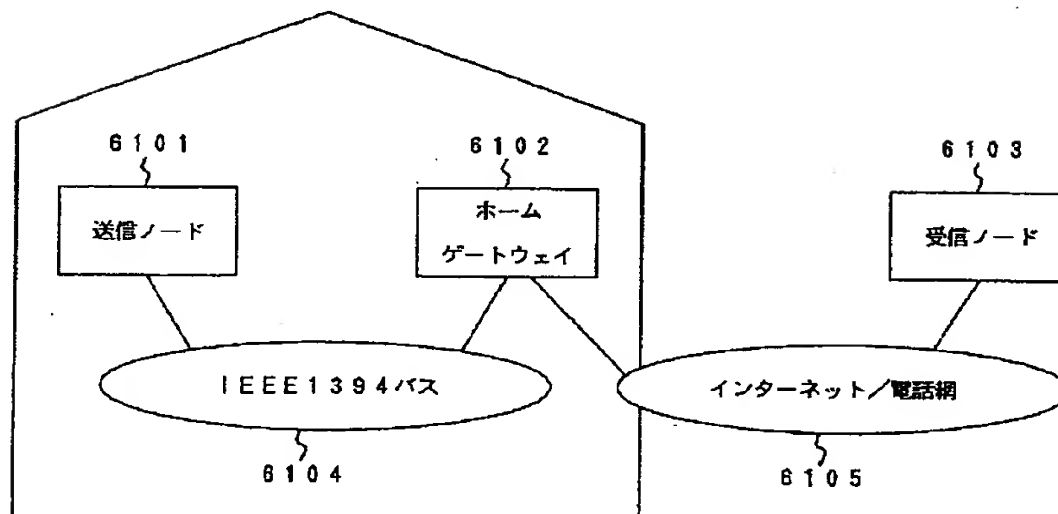 6101
6102
6103
送信ノード
ホーム
ゲートウェイ
受信ノード
IEEE1394バス
インターネット/電話網
6104
6105